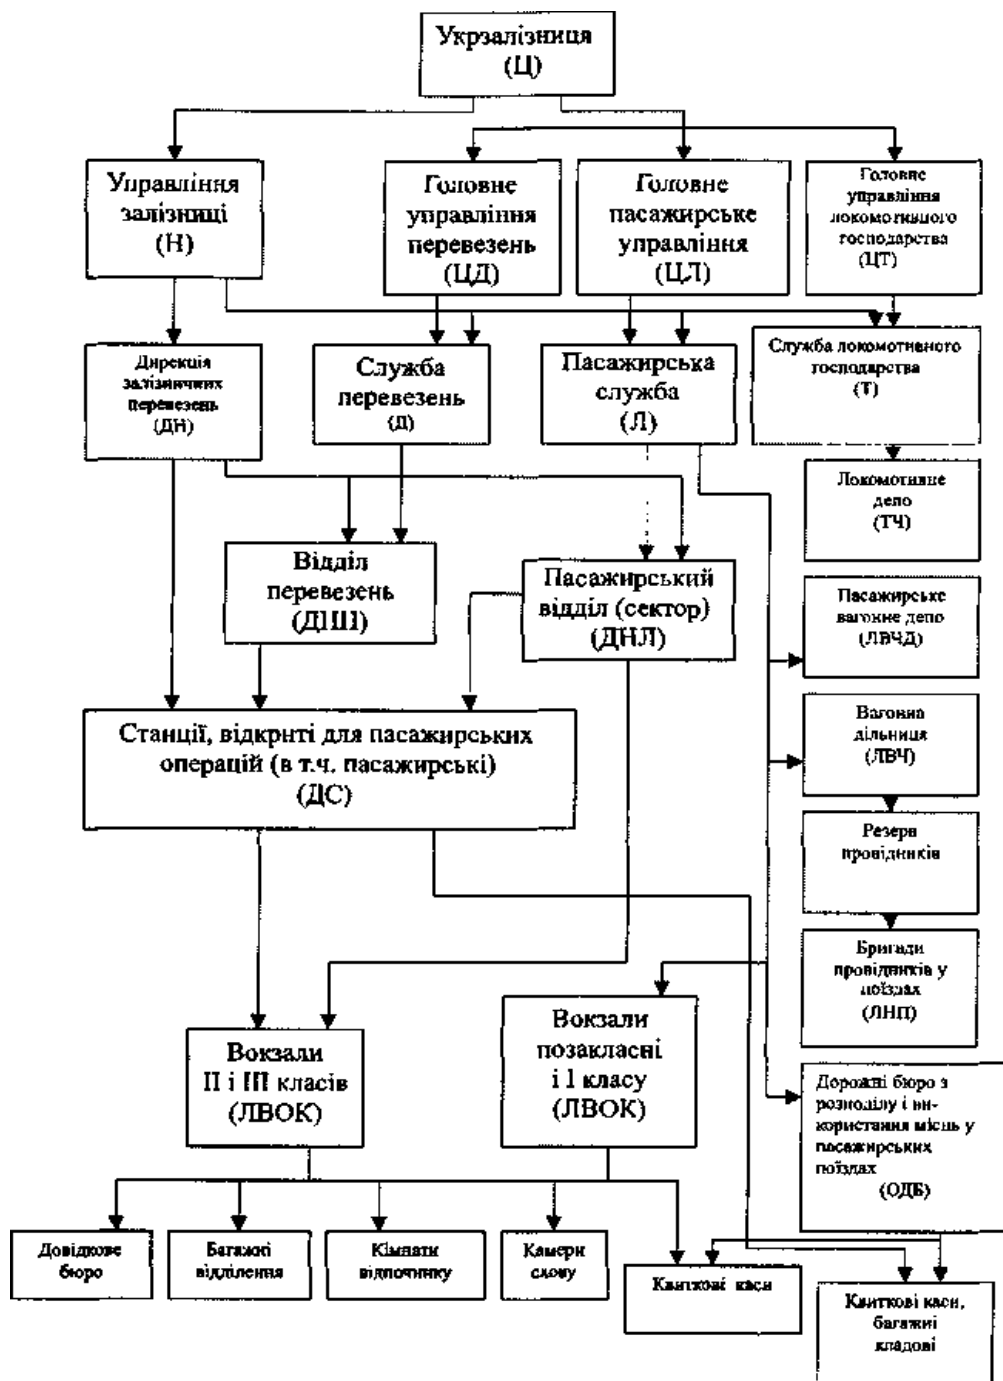 Укрзалізниця
(Ц)
Управління
залізниці
(Н)
Головне
управління
перевезень
(ЦД)
Головне
пасажирське
управління
(ЦЛ)
Головне
управління
локомотивного
господарства
(ЦТ)
Дирекція
залізничних
перевезень
(ДН)
Служба
перевезень
(Д)
Пасажирська
служба
(Л)
Служба локомотивного
господарства
(Т)
Локомотивне
депо
(ТЧ)
Відділ
перевезень
Пасажирський
відділ (сектор)
(ДНЛ)
Пасажирське
вагонне депо
(ЛВЧД)
Станції, відкриті для пасажирських
операцій (в т.ч. пасажирські)
(ДС)
Вагонна
дільниця
(ЛВЧ)
Резерв
провідників
Бригади
провідників у
поїздах
(ЛНП)
Вокзали
ІІ і ІІІ класів
(ЛВОК)
Вокзали
позакласні
і І класу
(ЛВОК)
Дорожні бюро з
розподілу і ви-
користання місць у
пасажирських
поїздах
(ОДБ)
Довідкове
бюро
Багажні
відділення
Кімнати
відпочинку
Камери
схову
Квиткові каси
Квиткові каси,
багажні
кладові